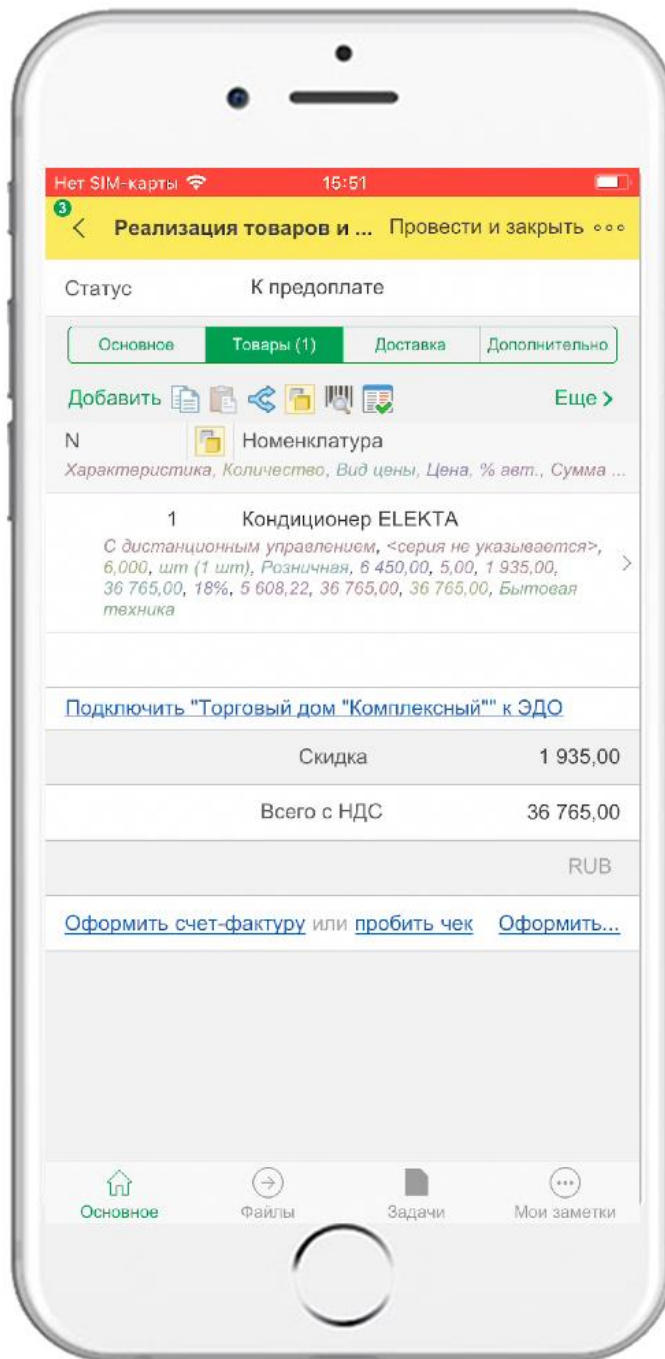 Нет SIM-карты 15:51
3
Реализация товаров и ... Провести и закрыть
Статус К предоплате
Основное Товары (1) Доставка Дополнительно
Добавить Еще >
N Номенклатура
Характеристика, Количество, Вид цены, Цена, % авт., Сумма ...
1 Кондиционер ELEKTA
С дистанционным управлением, <серия не указывается>,
6,000, шт (1 шт), Розничная, 6 450,00, 5,00, 1 935,00,
36 765,00, 18%, 5 608,22, 36 765,00, 36 765,00, Бытовая
техника
Подключить "Торговый дом "Комплексный"" к ЭДО
Скидка 1 935,00
Всего с НДС 36 765,00
RUB
Оформить счет-фактуру или пробить чек Оформить...
Основное Файлы Задачи Мои заметки